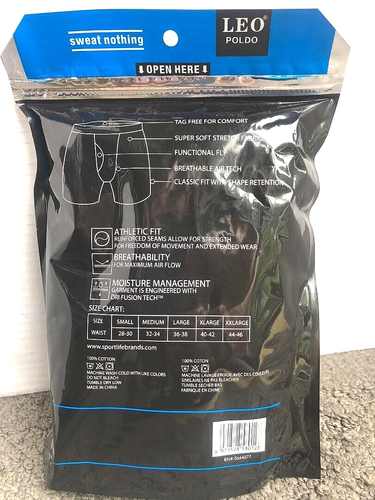 sweat nothing
LEO®
POLDO
⬇OPEN HERE⬇
TAG FREE FOR COMFORT
SUPER SOFT STRETCH FABRIC
FUNCTIONAL FLY
BREATHABLE AIR TECH
CLASSIC FIT WITH SHAPE RETENTION
ATHLETIC FIT
RUNFORCED SEAMS ALLOW FOR STRENGTH
FOR FREEDOM OF MOVEMENT AND EXTENDED WEAR
BREATHABILITY
FOR MAXIMUM AIR FLOW
MOISTURE MANAGEMENT
GARMENT IS ENGINEERED WITH
DRI FUSION TECH™
SIZE CHART:
SIZE SMALL MEDIUM LARGE XLARGE XXLARGE
WAIST 28-30 32-34 36-38 40-42 44-46
www.sportlifebrands.com
100% COTTON
MACHINE WASH COLD WITH LIKE COLORS
DO NOT BLEACH
TUMBLE DRY LOW
MADE IN CHINA
100% COTTON
MACHINE LAVAGE FROIDE AVEC DES COULEURS
SIMILAIRES NE PAS BLEACHER
TUMBLE SECHER BAS
FABRIQUE EN CHINE